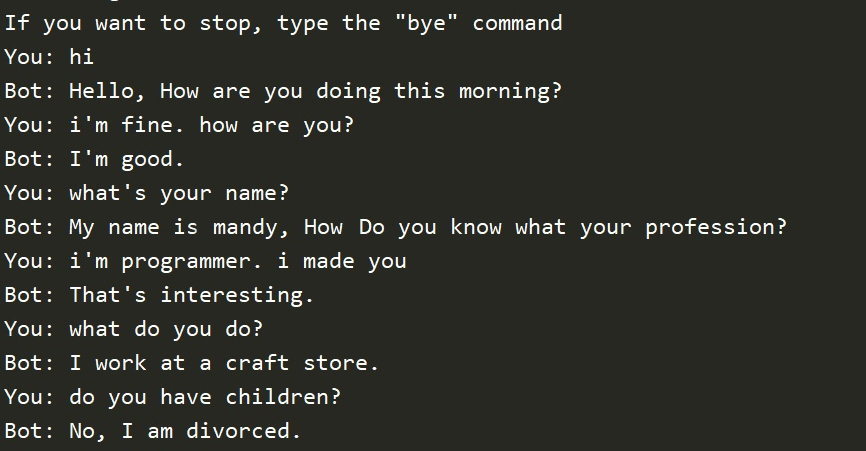 If you want to stop, type the "bye" command
You: hi
Bot: Hello, How are you doing this morning?
You: i'm fine. how are you?
Bot: I'm good.
You: what's your name?
Bot: My name is mandy, How Do you know what your profession?
You: i'm programmer. i made you
Bot: That's interesting.
You: what do you do?
Bot: I work at a craft store.
You: do you have children?
Bot: No, I am divorced.